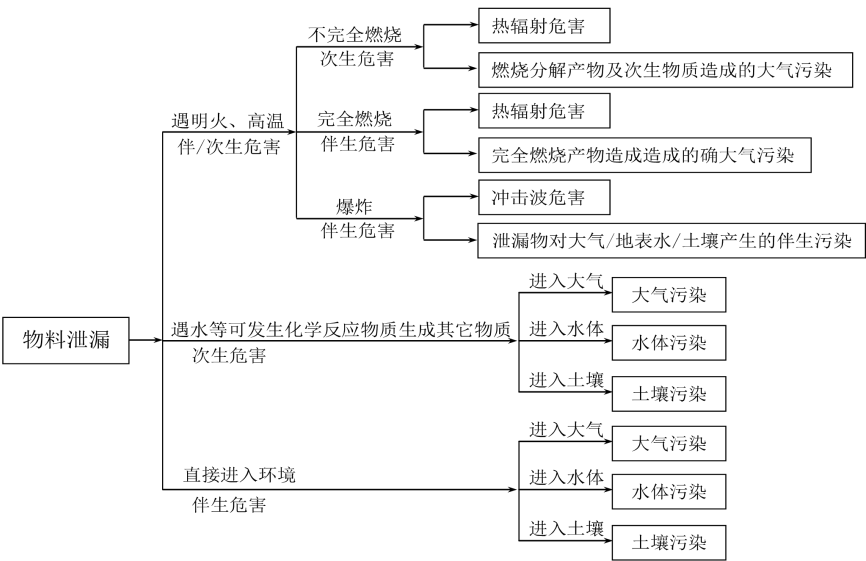 物料泄漏
遇明火、高温
伴/次生危害
不完全燃烧
次生危害
热辐射危害
燃烧分解产物及次生物质造成的大气污染
完全燃烧
伴生危害
热辐射危害
完全燃烧产物造成造成的确大气污染
爆炸
伴生危害
冲击波危害
泄漏物对大气/地表水/土壤产生的伴生污染
遇水等可发生化学反应物质生成其它物质
次生危害
进入大气
大气污染
进入水体
水体污染
进入土壤
土壤污染
直接进入环境
伴生危害
进入大气
大气污染
进入水体
水体污染
进入土壤
土壤污染